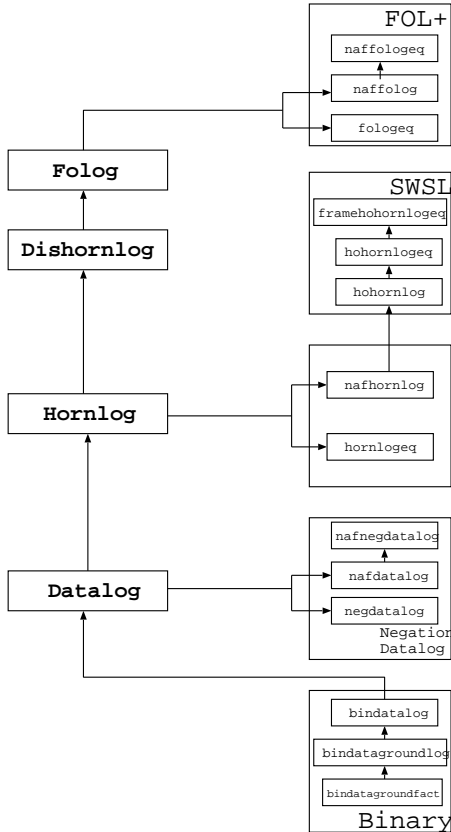 FOL+
naffologeq
naffolog
fologeq
Folog
SWSL
framehohornlogeq
Dishornlog
hohornlogeq
hohornlog
nafhornlog
Hornlog
hornlogeq
nafnegdatalog
nafdatalog
Datalog
negdatalog
Negation
Datalog
bindatalog
bindatagroundlog
bindatagroundfact
Binary